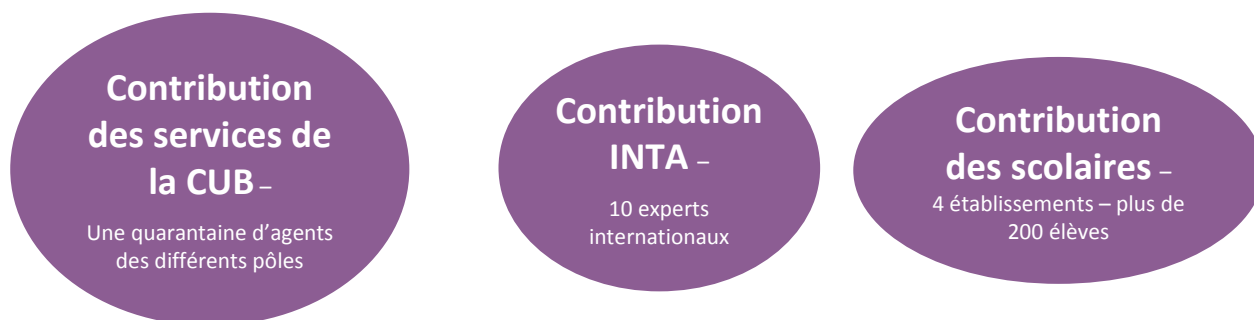 Contribution
des services de
la CUB –
Une quarantaine d’agents
des différents pôles
Contribution
INTA –
10 experts
internationaux
Contribution
des scolaires –
4 établissements – plus de
200 élèves